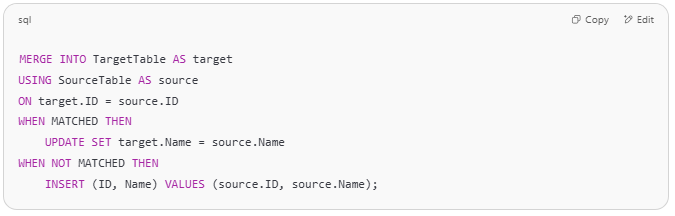 sql
Copy
Edit
MERGE INTO TargetTable AS target
USING SourceTable AS source
ON target.ID = source.ID
WHEN MATCHED THEN
    UPDATE SET target.Name = source.Name
WHEN NOT MATCHED THEN
    INSERT (ID, Name) VALUES (source.ID, source.Name);